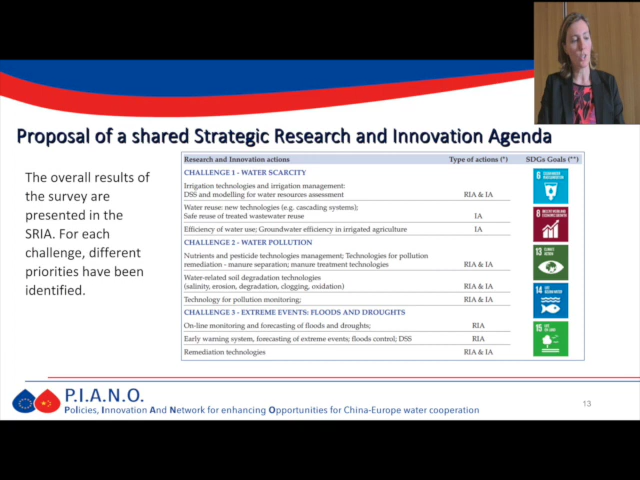 Proposal of a shared Strategic Research and Innovation Agenda
The overall results of
the survey are
presented in the
SRIA. For each
challenge, different
priorities have been
identified.
Research and Innovation actions Type of actions (*) SDGs Goals (**)
CHALLENGE 1 - WATER SCARCITY
Irrigation technologies and irrigation management:
DSS and modelling for water resources assessment RIA & IA
Water reuse: new technologies (e.g. cascading systems);
Safe reuse of treated wastewater reuse IA
Efficiency of water use; Groundwater efficiency in irrigated agriculture IA
CHALLENGE 2 - WATER POLLUTION
Nutrients and pesticide technologies management; Technologies for pollution
remediation - manure separation; manure treatment technologies RIA & IA
Water-related soil degradation technologies
(salinity, erosion, degradation, clogging, oxidation) RIA & IA
Technology for pollution monitoring; RIA & IA
CHALLENGE 3 - EXTREME EVENTS: FLOODS AND DROUGHTS
On-line monitoring and forecasting of floods and droughts; RIA
Early warning system, forecasting of extreme events; floods control; DSS RIA
Remediation technologies RIA & IA
6
8
13 CLIMATE
ACTION
14
15
P.I.A.N.O.
Policies, Innovation And Network for enhancing Opportunities for China-Europe water cooperation
13